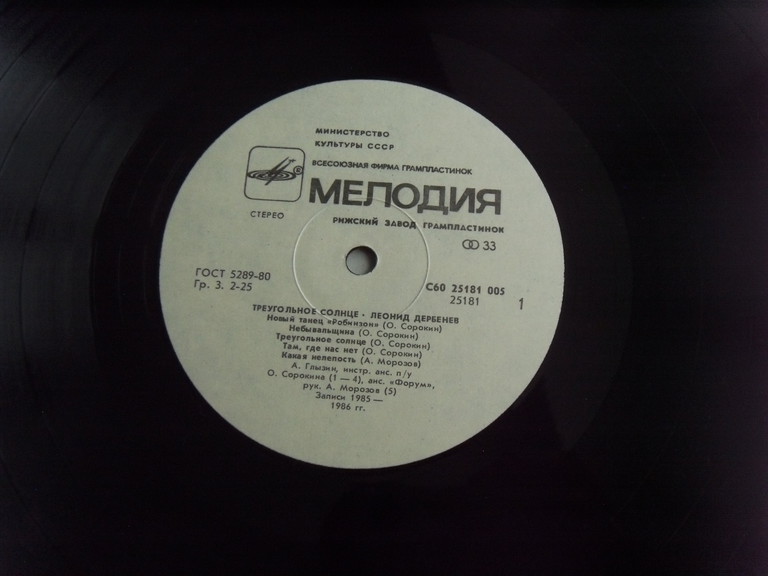 МИНИСТЕРСТВО
КУЛЬТУРЫ СССР
ВСЕСОЮЗНАЯ ФИРМА ГРАМПЛАСТИНОК
МЕЛОДИЯ
®
СТЕРЕО
РИЖСКИЙ ЗАВОД ГРАМПЛАСТИНОК
33
ГОСТ 5289-80
Гр. 3. 2-25
С60 25181 005
25181
1
ТРЕУГОЛЬНОЕ СОЛНЦЕ • ЛЕОНИД ДЕРБЕНЕВ
Новый танец «Робинзон» (О. Сорокин)
Небывальщина (О. Сорокин)
Треугольное солнце (О. Сорокин)
Там, где нас нет (О. Сорокин)
Какая нелепость (А. Морозов)
А. Глызин, инстр. анс. п/у
О. Сорокина (1 — 4), анс. «Форум»,
рук. А. Морозов (5)
Записи 1985 —
1986 гг.